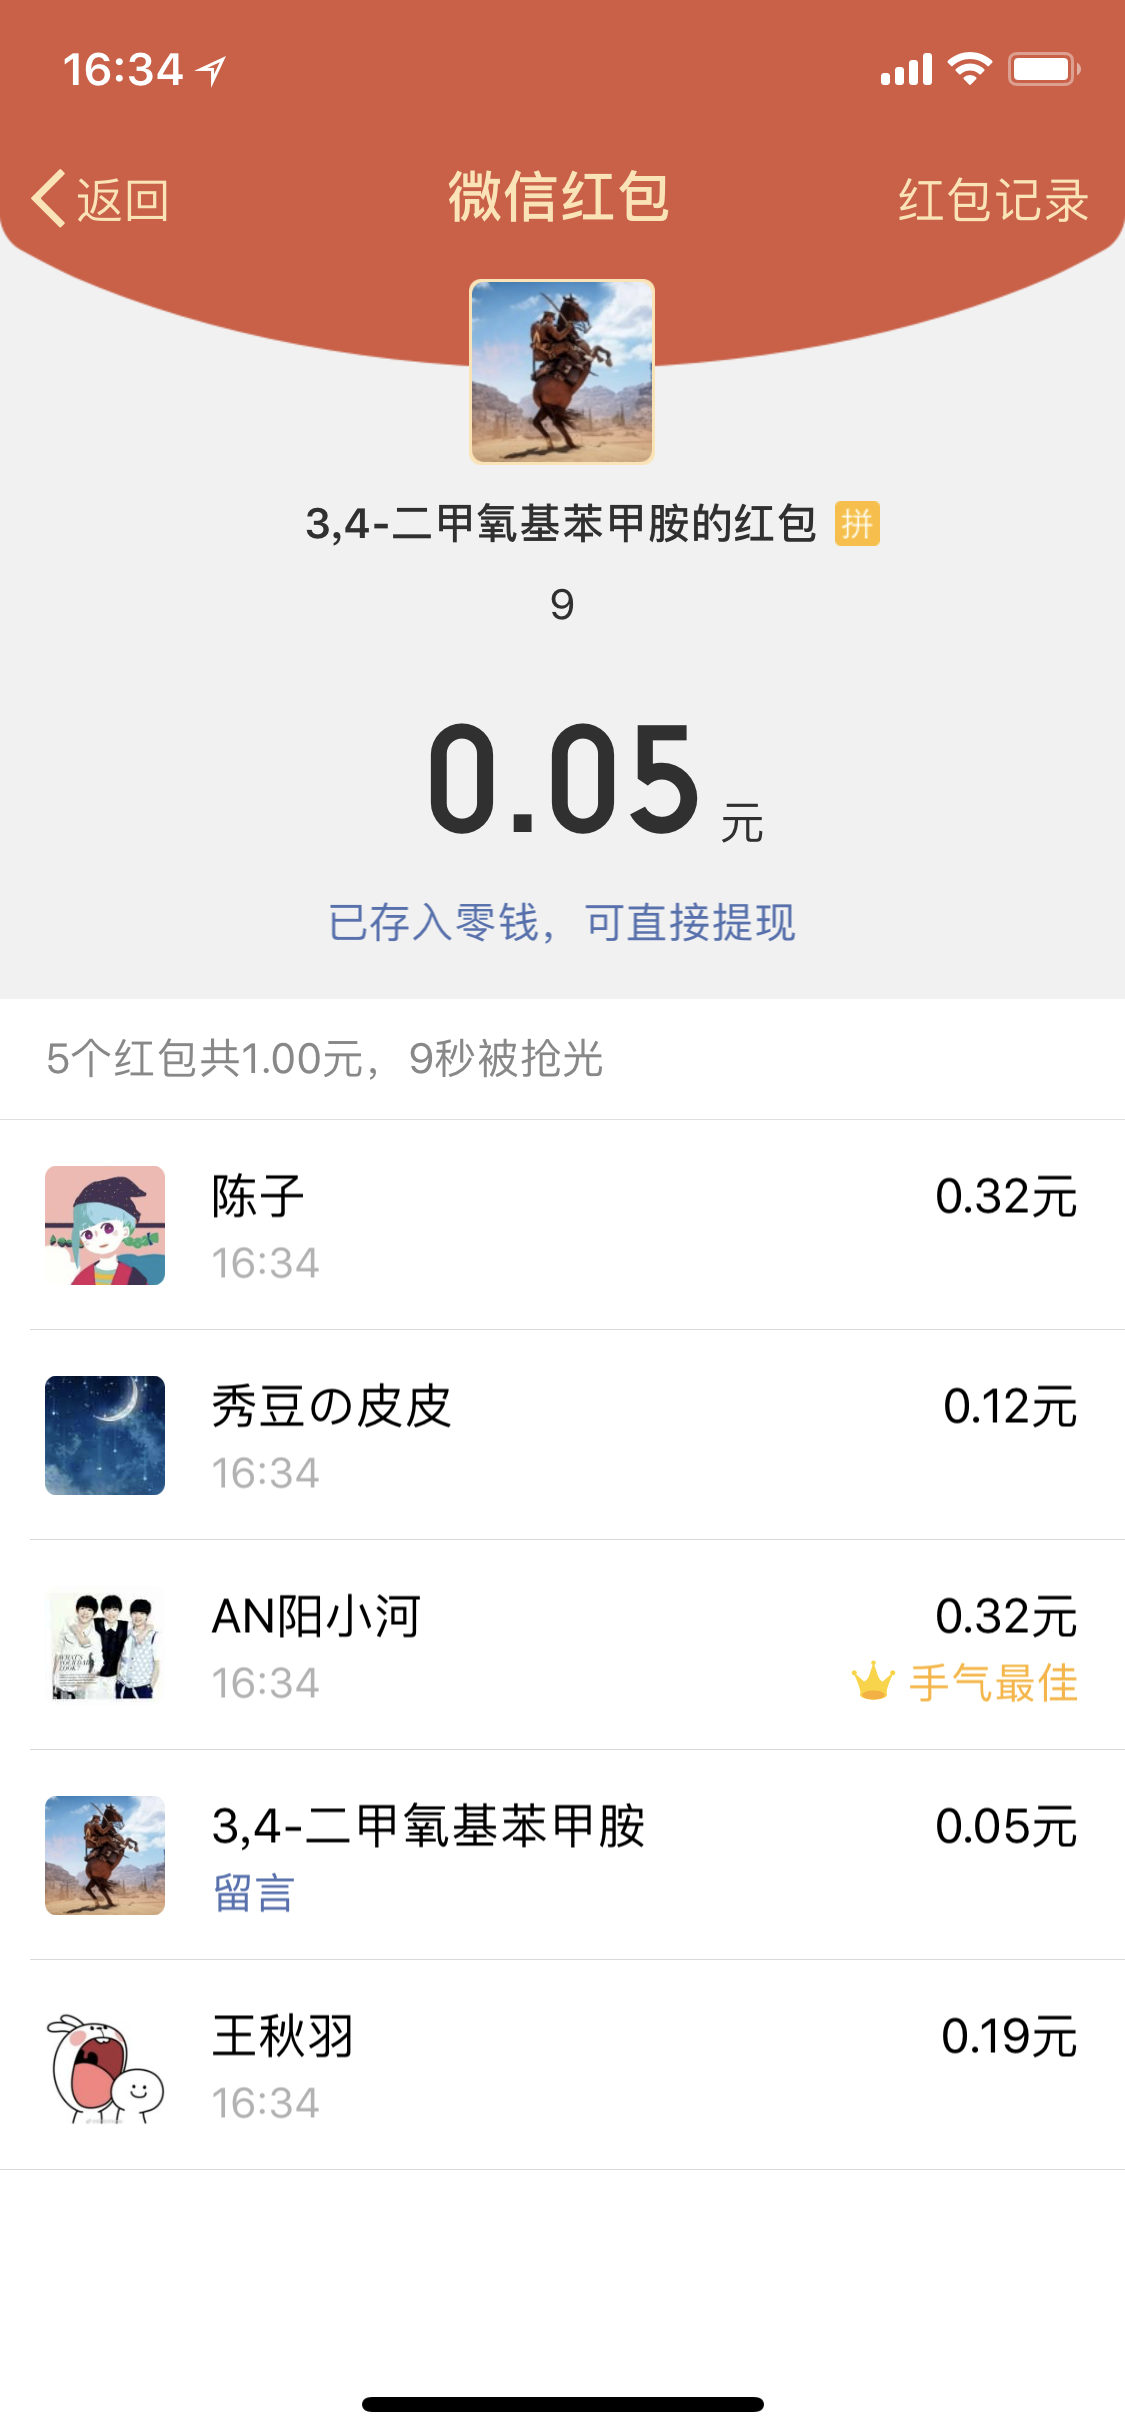 16:34
返回 微信红包 红包记录
3,4-二甲氧基苯甲胺的红包 拼
9
0.05元
已存入零钱，可直接提现
5个红包共1.00元，9秒被抢光
陈子 0.32元
16:34
秀豆の皮皮 0.12元
16:34
AN阳小河 0.32元
16:34 手气最佳
3,4-二甲氧基苯甲胺 0.05元
留言
王秋羽 0.19元
16:34